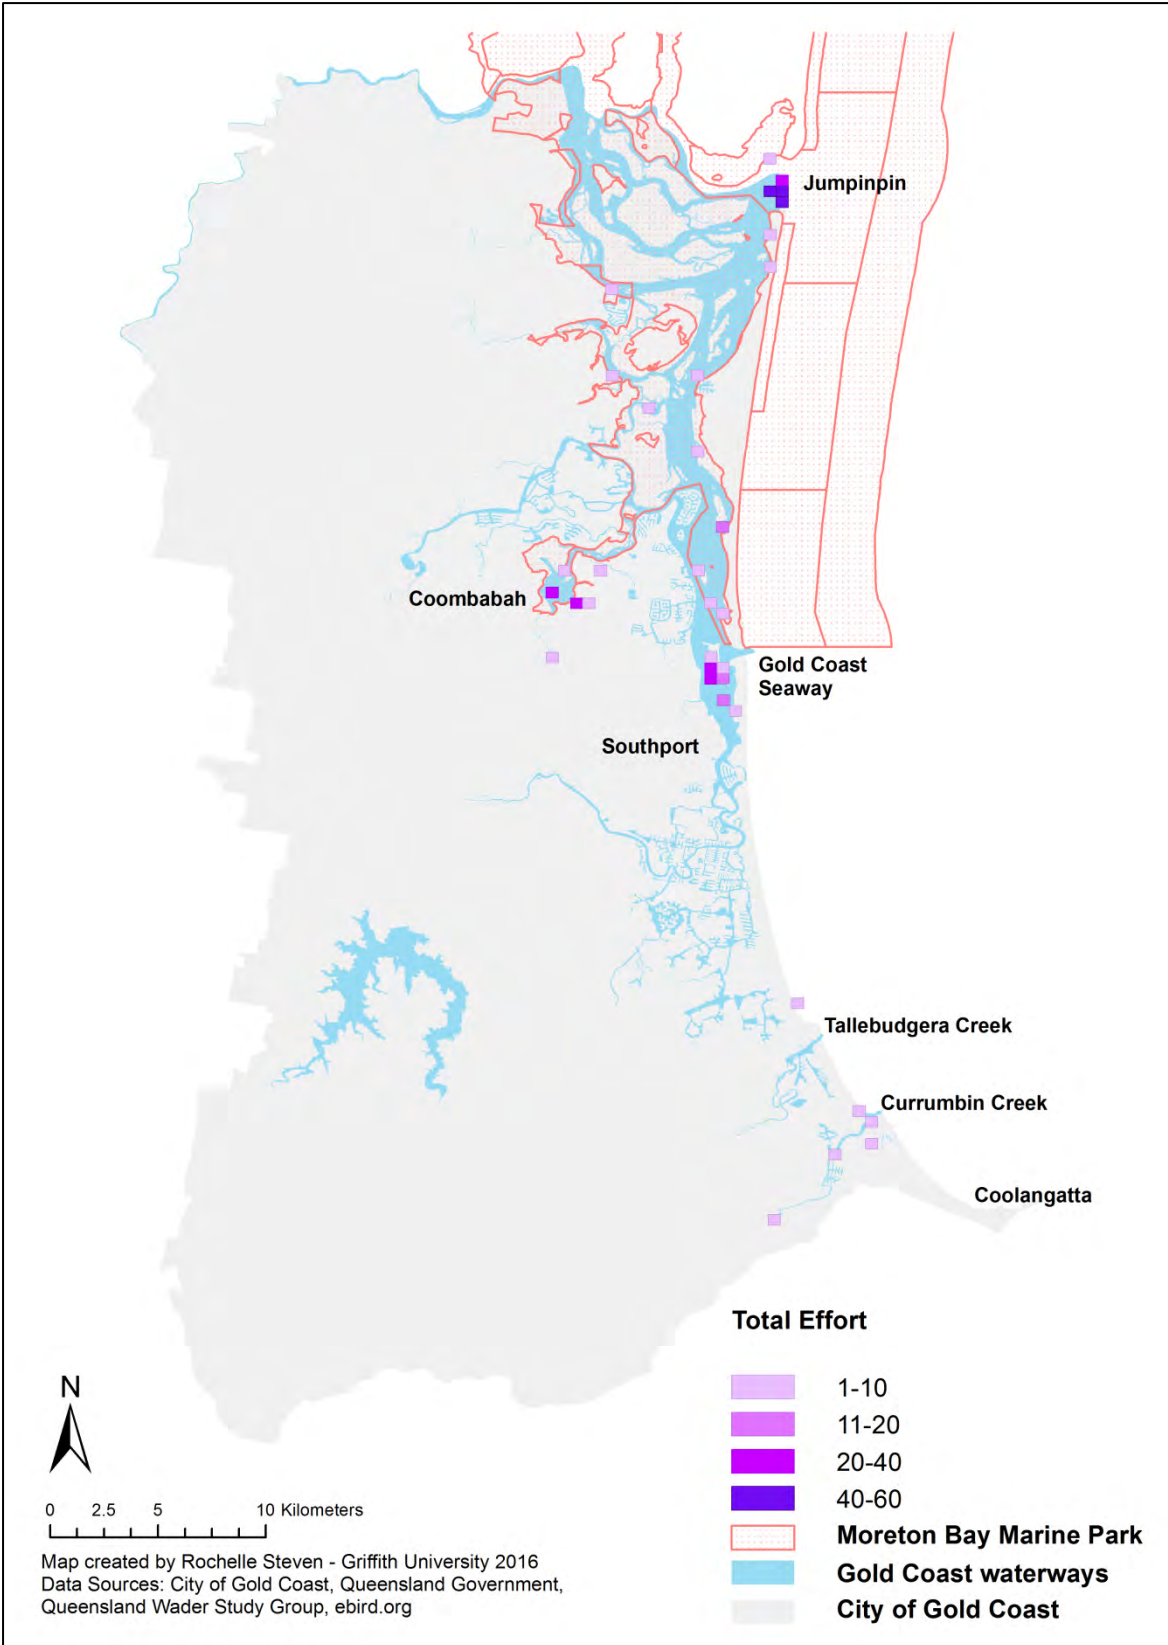 Jumpinpin
Coombabah
Gold Coast
Seaway
Southport
Tallebudgera Creek
Currumbin Creek
Coolangatta
Total Effort
1-10
11-20
20-40
40-60
Moreton Bay Marine Park
Gold Coast waterways
City of Gold Coast
N
0 2.5 5 10 Kilometers
Map created by Rochelle Steven - Griffith University 2016
Data Sources: City of Gold Coast, Queensland Government,
Queensland Wader Study Group, ebird.org